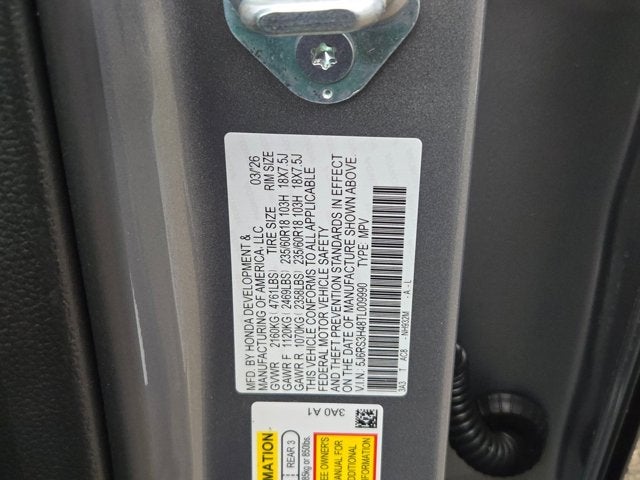 MFD. BY HONDA DEVELOPMENT &
MANUFACTURING OF AMERICA, LLC 03/26
GVWR 2160KG( 4761LBS) TIRE SIZE RIM SIZE
GAWR F 1120KG( 2469LBS) 235/60R18 103H 18X7.5J
GAWR R 1070KG( 2358LBS) 235/60R18 103H 18X7.5J
THIS VEHICLE CONFORMS TO ALL APPLICABLE
FEDERAL MOTOR VEHICLE SAFETY
AND THEFT PREVENTION STANDARDS IN EFFECT
ON THE DATE OF MANUFACTURE SHOWN ABOVE.
V.I.N. 5J6RS3H48TL009990 TYPE MPV
3A3 T AC8 -A-L
3A0 A1
REAR 3
MATION